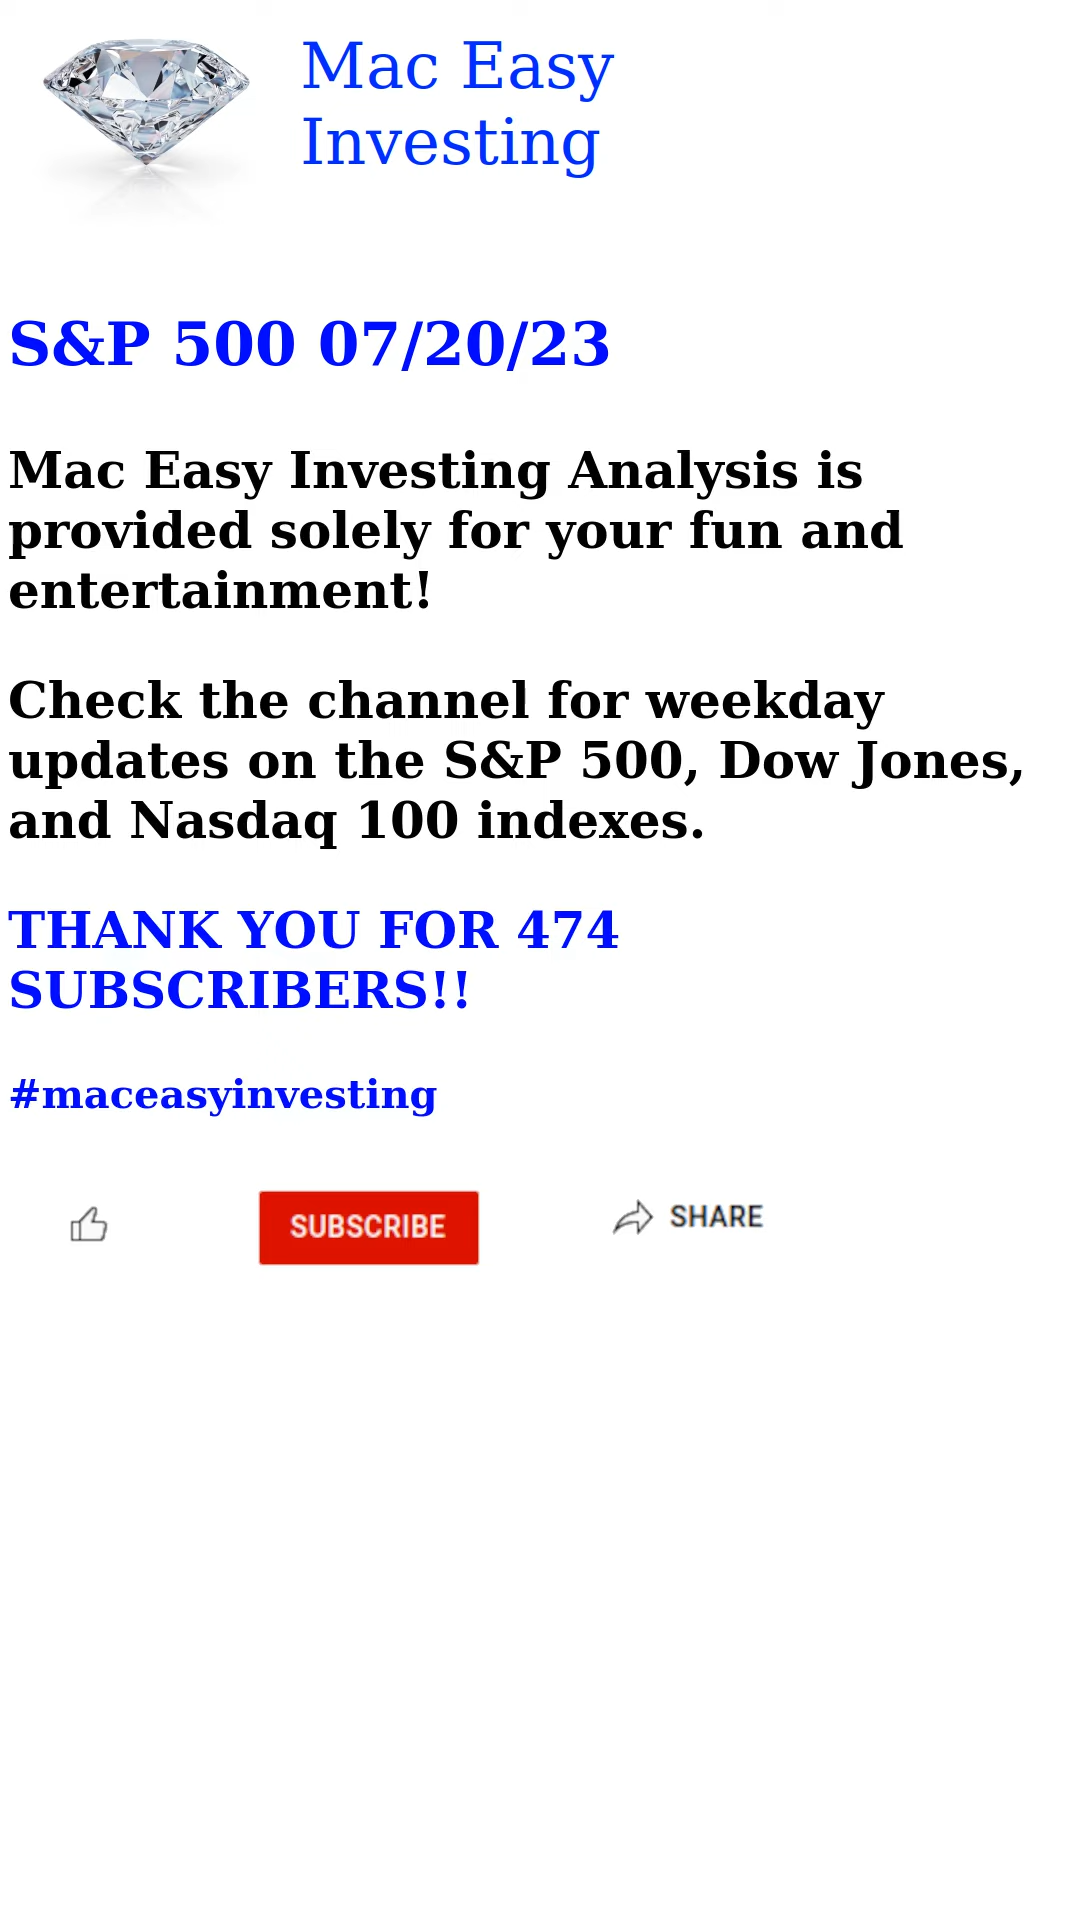 Mac Easy
Investing
S&P 500 07/20/23
Mac Easy Investing Analysis is
provided solely for your fun and
entertainment!
Check the channel for weekday
updates on the S&P 500, Dow Jones,
and Nasdaq 100 indexes.
THANK YOU FOR 474
SUBSCRIBERS!!
#maceasyinvesting
SUBSCRIBE
SHARE